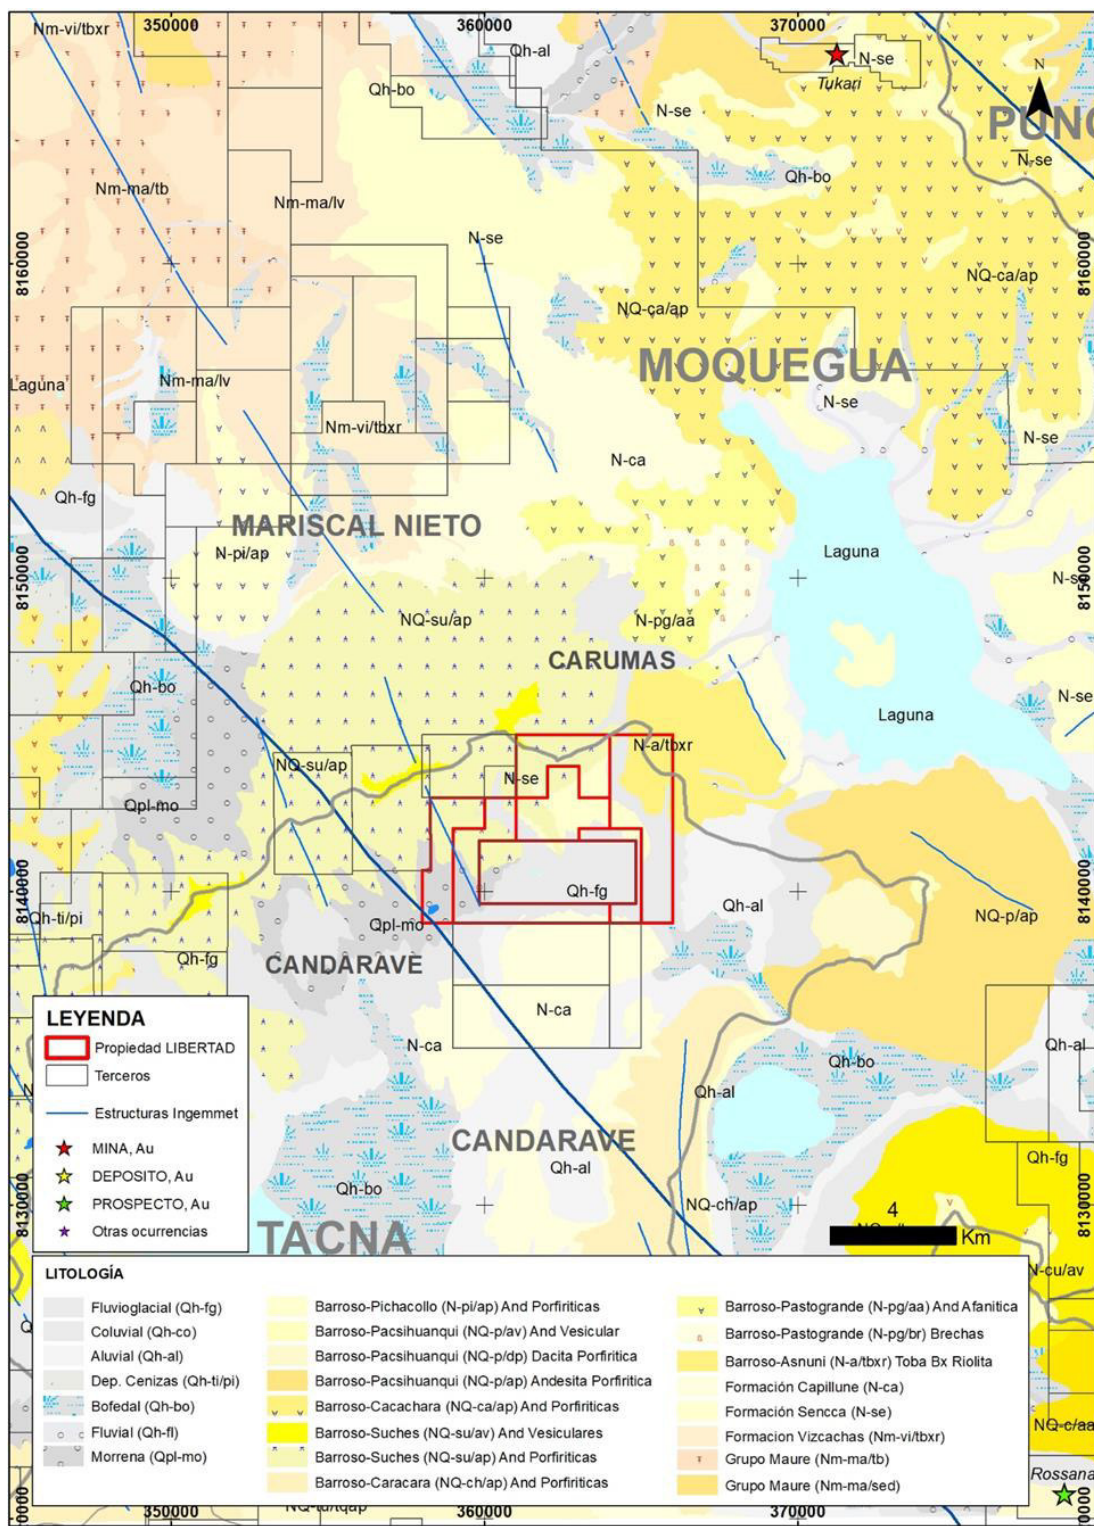 350000
360000
370000
Nm-vi/tbxr
Qh-al
N-se
Tukari
N
Qh-bo
N-se
PUNO
N-se
Qh-bo
Nm-ma/tb
Nm-ma/lv
N-se
8160000
NQ-ca/ap
NQ-ca/ap
8160000
MOQUEGUA
Laguna
Nm-ma/lv
N-se
Nm-vi/tbxr
N-se
N-ca
Qh-fg
MARISCAL NIETO
N-pi/ap
Laguna
8150000
8150000
NQ-su/ap
N-pg/aa
CARUMAS
Qh-bo
N-se
Laguna
N-a/tbxr
NQ-su/ap
N-se
Qpl-mo
8140000
Qh-fg
8140000
Qh-ti/pi
Qh-al
NQ-p/ap
Qpl-mo
Qh-fg
CANDARAVE
N-ca
N-ca
Qh-al
Qh-bo
Qh-al
CANDARAVE
Qh-al
Qh-fg
Qh-bo
NQ-ch/ap
8130000
8130000
TACNA
4
Km
N-cu/av
LEYENDA
Propiedad LIBERTAD
Terceros
Estructuras Ingemmet
MINA, Au
DEPOSITO, Au
PROSPECTO, Au
Otras ocurrencias
LITOLOGÍA
Fluvioglacial (Qh-fg)
Coluvial (Qh-co)
Aluvial (Qh-al)
Dep. Cenizas (Qh-ti/pi)
Bofedal (Qh-bo)
Fluvial (Qh-fl)
Morrena (Qpl-mo)
Barroso-Pichacollo (N-pi/ap) And Porfiriticas
Barroso-Pacsihuanqui (NQ-p/av) And Vesicular
Barroso-Pacsihuanqui (NQ-p/dp) Dacita Porfiritica
Barroso-Pacsihuanqui (NQ-p/ap) Andesita Porfiritica
Barroso-Cacachara (NQ-ca/ap) And Porfiriticas
Barroso-Suches (NQ-su/av) And Vesiculares
Barroso-Suches (NQ-su/ap) And Porfiriticas
Barroso-Caracara (NQ-ch/ap) And Porfiriticas
Barroso-Pastogrande (N-pg/aa) And Afanitica
Barroso-Pastogrande (N-pg/br) Brechas
Barroso-Asnuni (N-a/tbxr) Toba Bx Riolita
Formación Capillune (N-ca)
Formación Sencca (N-se)
Formacion Vizcachas (Nm-vi/tbxr)
Grupo Maure (Nm-ma/tb)
Grupo Maure (Nm-ma/sed)
NQ-c/aa
Rossana
350000
360000
370000